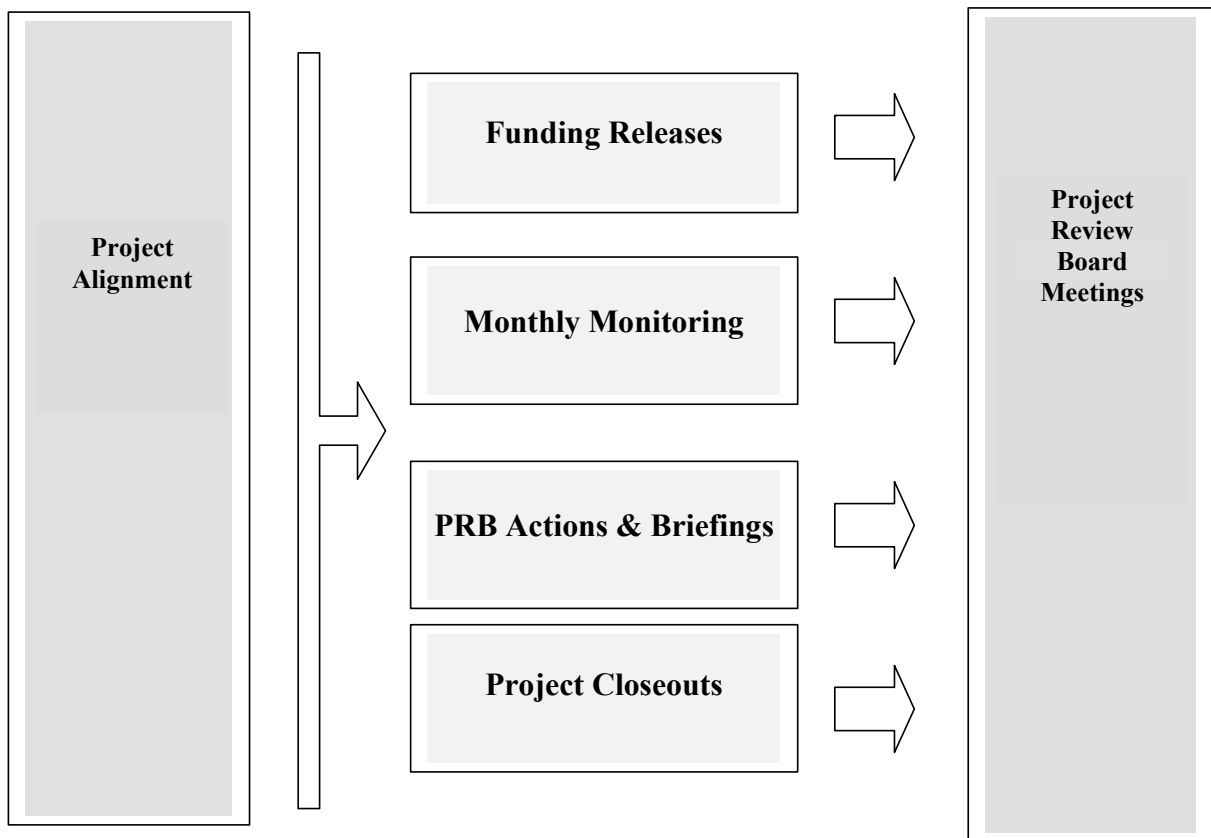 Project
Alignment
Funding Releases
Monthly Monitoring
PRB Actions & Briefings
Project Closeouts
Project
Review
Board
Meetings